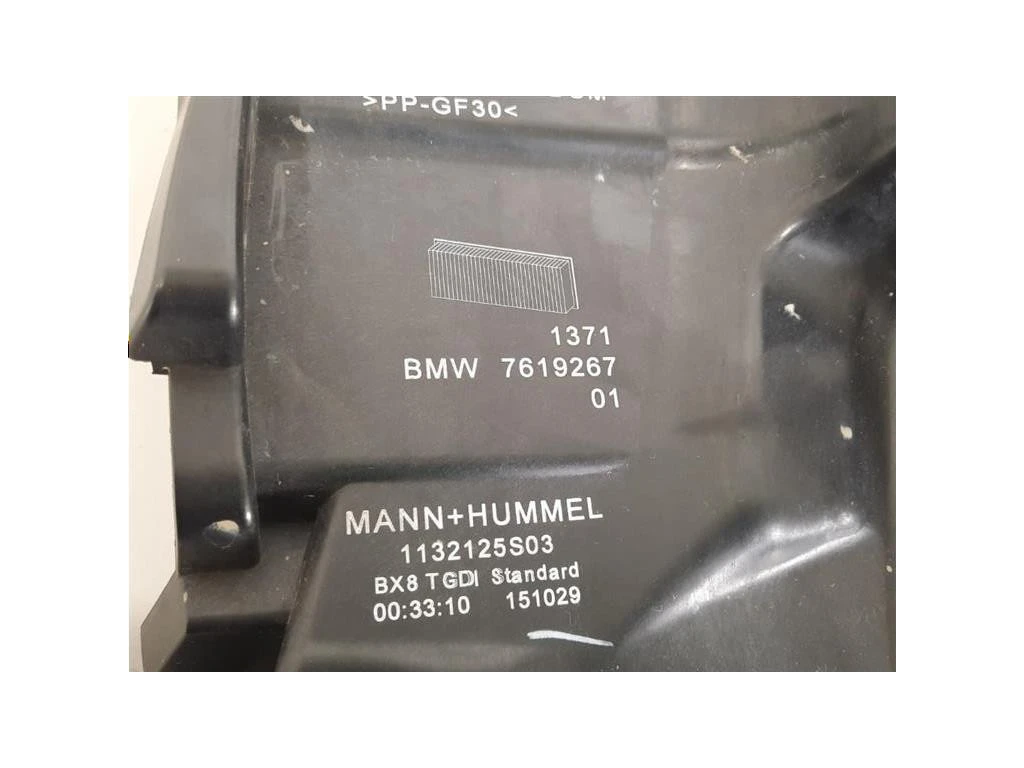 >PP-GF30<
1371
BMW 7619267
01
MANN+HUMMEL
1132125S03
BX8 TGDI Standard
00:33:10 151029